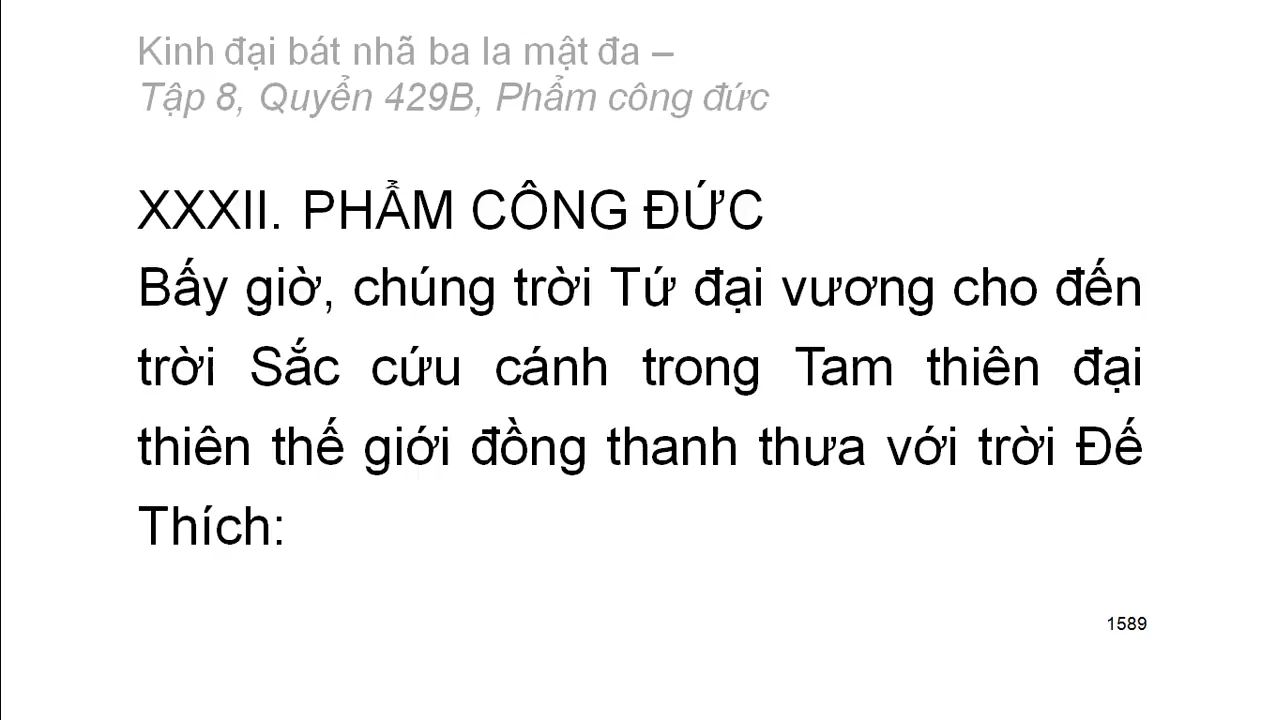 Kinh đại bát nhã ba la mật đa –
Tập 8, Quyển 429B, Phẩm công đức
XXXII. PHẨM CÔNG ĐỨC
Bấy giờ, chúng trời Tứ đại vương cho đến
trời Sắc cứu cánh trong Tam thiên đại
thiên thế giới đồng thanh thưa với trời Đế
Thích:
1589